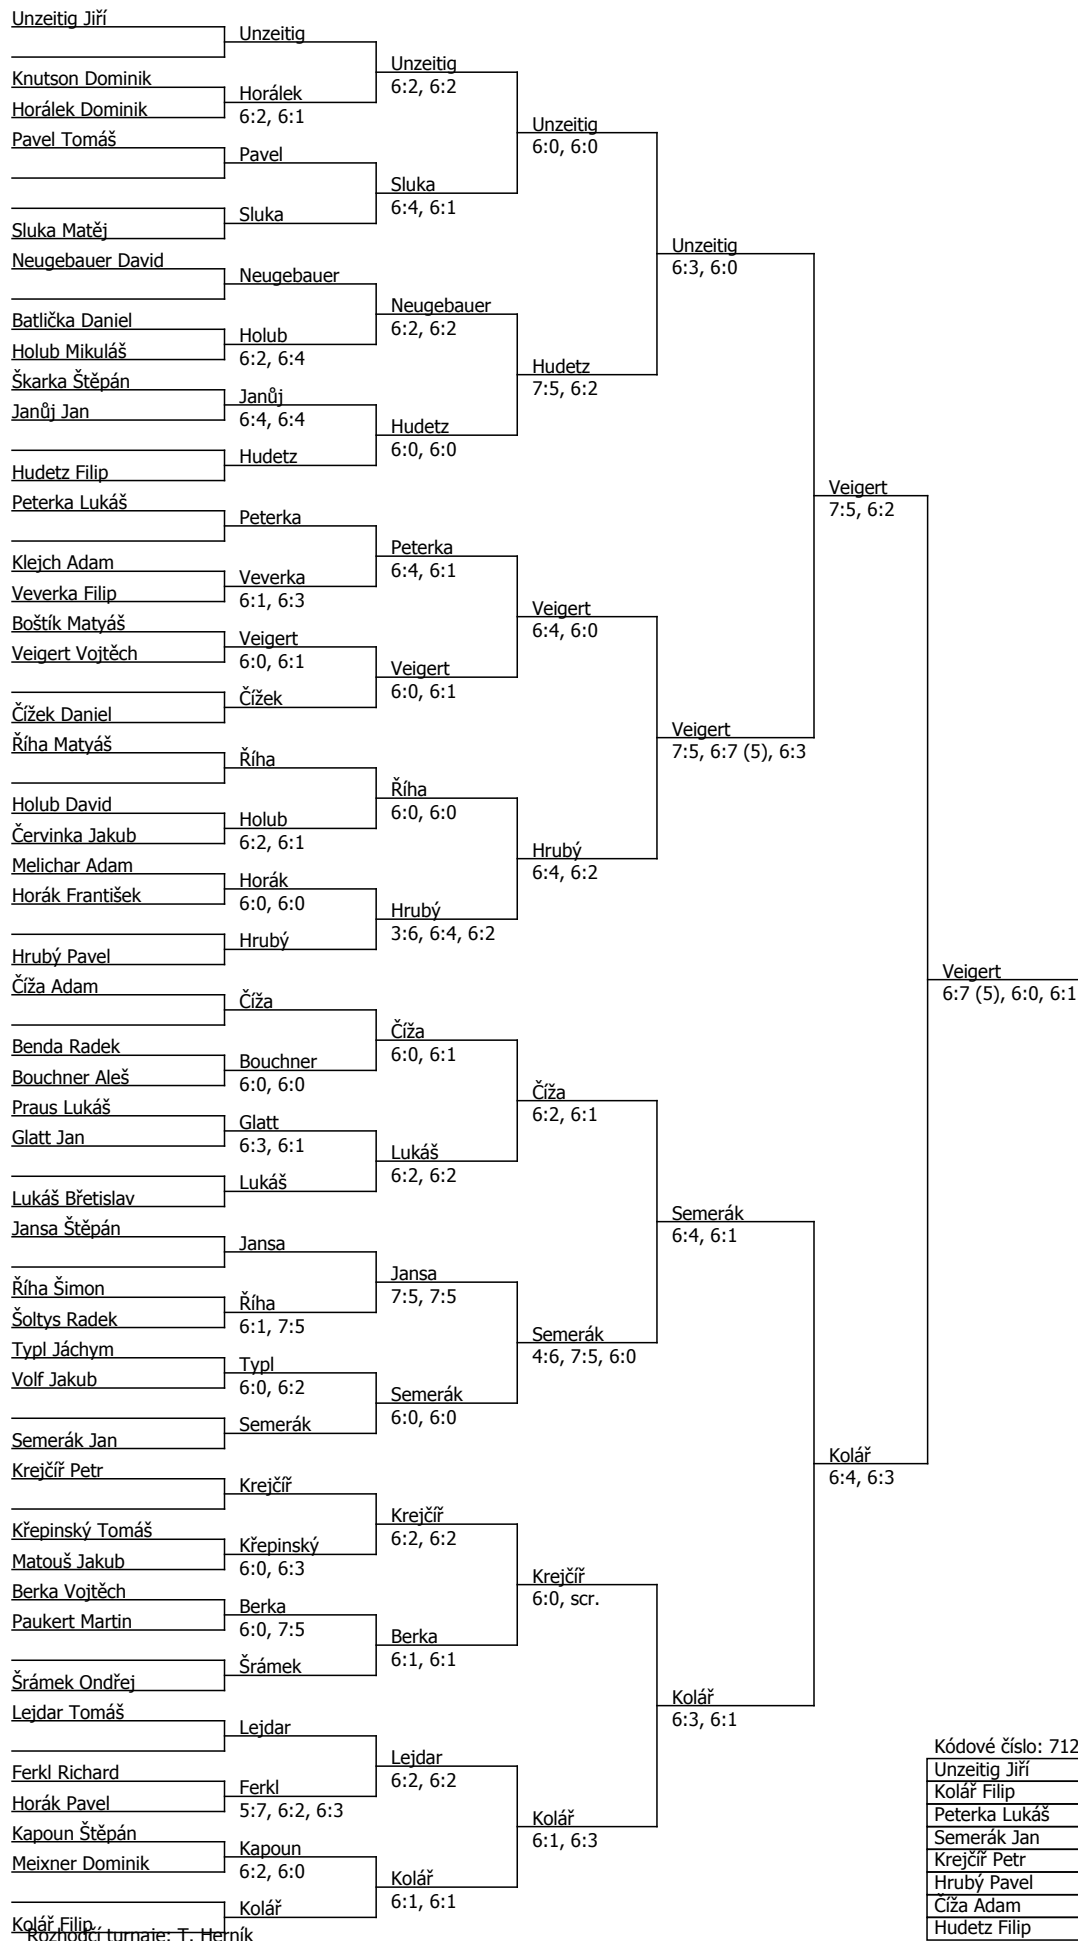 Unzeitig Jiří
Knutson Dominik
Horálek Dominik
Pavel Tomáš
Sluka Matěj
Neugebauer David
Batlička Daniel
Holub Mikuláš
Škarka Štěpán
Janůj Jan
Hudetz Filip
Peterka Lukáš
Klejch Adam
Veverka Filip
Boštík Matyáš
Veigert Vojtěch
Čížek Daniel
Říha Matyáš
Holub David
Červinka Jakub
Melichar Adam
Horák František
Hrubý Pavel
Číža Adam
Benda Radek
Bouchner Aleš
Praus Lukáš
Glatt Jan
Lukáš Břetislav
Jansa Štěpán
Říha Šimon
Šoltys Radek
Typl Jáchym
Volf Jakub
Semerák Jan
Krejčíř Petr
Křepinský Tomáš
Matouš Jakub
Berka Vojtěch
Paukert Martin
Šrámek Ondřej
Lejdar Tomáš
Ferkl Richard
Horák Pavel
Kapoun Štěpán
Meixner Dominik
Kolář Filip
Rozhodčí turnaje: T. Herník
Unzeitig
Horálek
6:2, 6:1
Pavel
Sluka
Neugebauer
Holub
6:2, 6:4
Janůj
6:4, 6:4
Hudetz
Peterka
Veverka
6:1, 6:3
Veigert
6:0, 6:1
Čížek
Říha
Holub
6:2, 6:1
Horák
6:0, 6:0
Hrubý
Číža
Bouchner
6:0, 6:0
Glatt
6:3, 6:1
Lukáš
Jansa
Říha
6:1, 7:5
Typl
6:0, 6:2
Semerák
Krejčíř
Křepinský
6:0, 6:3
Berka
6:0, 7:5
Šrámek
Lejdar
Ferkl
5:7, 6:2, 6:3
Kapoun
6:2, 6:0
Kolář
Unzeitig
6:2, 6:2
Sluka
6:4, 6:1
Neugebauer
6:2, 6:2
Hudetz
6:0, 6:0
Peterka
6:4, 6:1
Veigert
6:0, 6:1
Říha
6:0, 6:0
Hrubý
3:6, 6:4, 6:2
Číža
6:0, 6:1
Lukáš
6:2, 6:2
Jansa
7:5, 7:5
Semerák
6:0, 6:0
Krejčíř
6:2, 6:2
Berka
6:1, 6:1
Lejdar
6:2, 6:2
Kolář
6:1, 6:1
Unzeitig
6:0, 6:0
Hudetz
7:5, 6:2
Veigert
6:4, 6:0
Hrubý
6:4, 6:2
Číža
6:2, 6:1
Semerák
4:6, 7:5, 6:0
Krejčíř
6:0, scr.
Kolář
6:1, 6:3
Unzeitig
6:3, 6:0
Veigert
7:5, 6:7 (5), 6:3
Semerák
6:4, 6:1
Kolář
6:3, 6:1
Veigert
7:5, 6:2
Kolář
6:4, 6:3
Veigert
6:7 (5), 6:0, 6:1
Kódové číslo: 712
Unzeitig Jiří
Kolář Filip
Peterka Lukáš
Semerák Jan
Krejčíř Petr
Hrubý Pavel
Číža Adam
Hudetz Filip